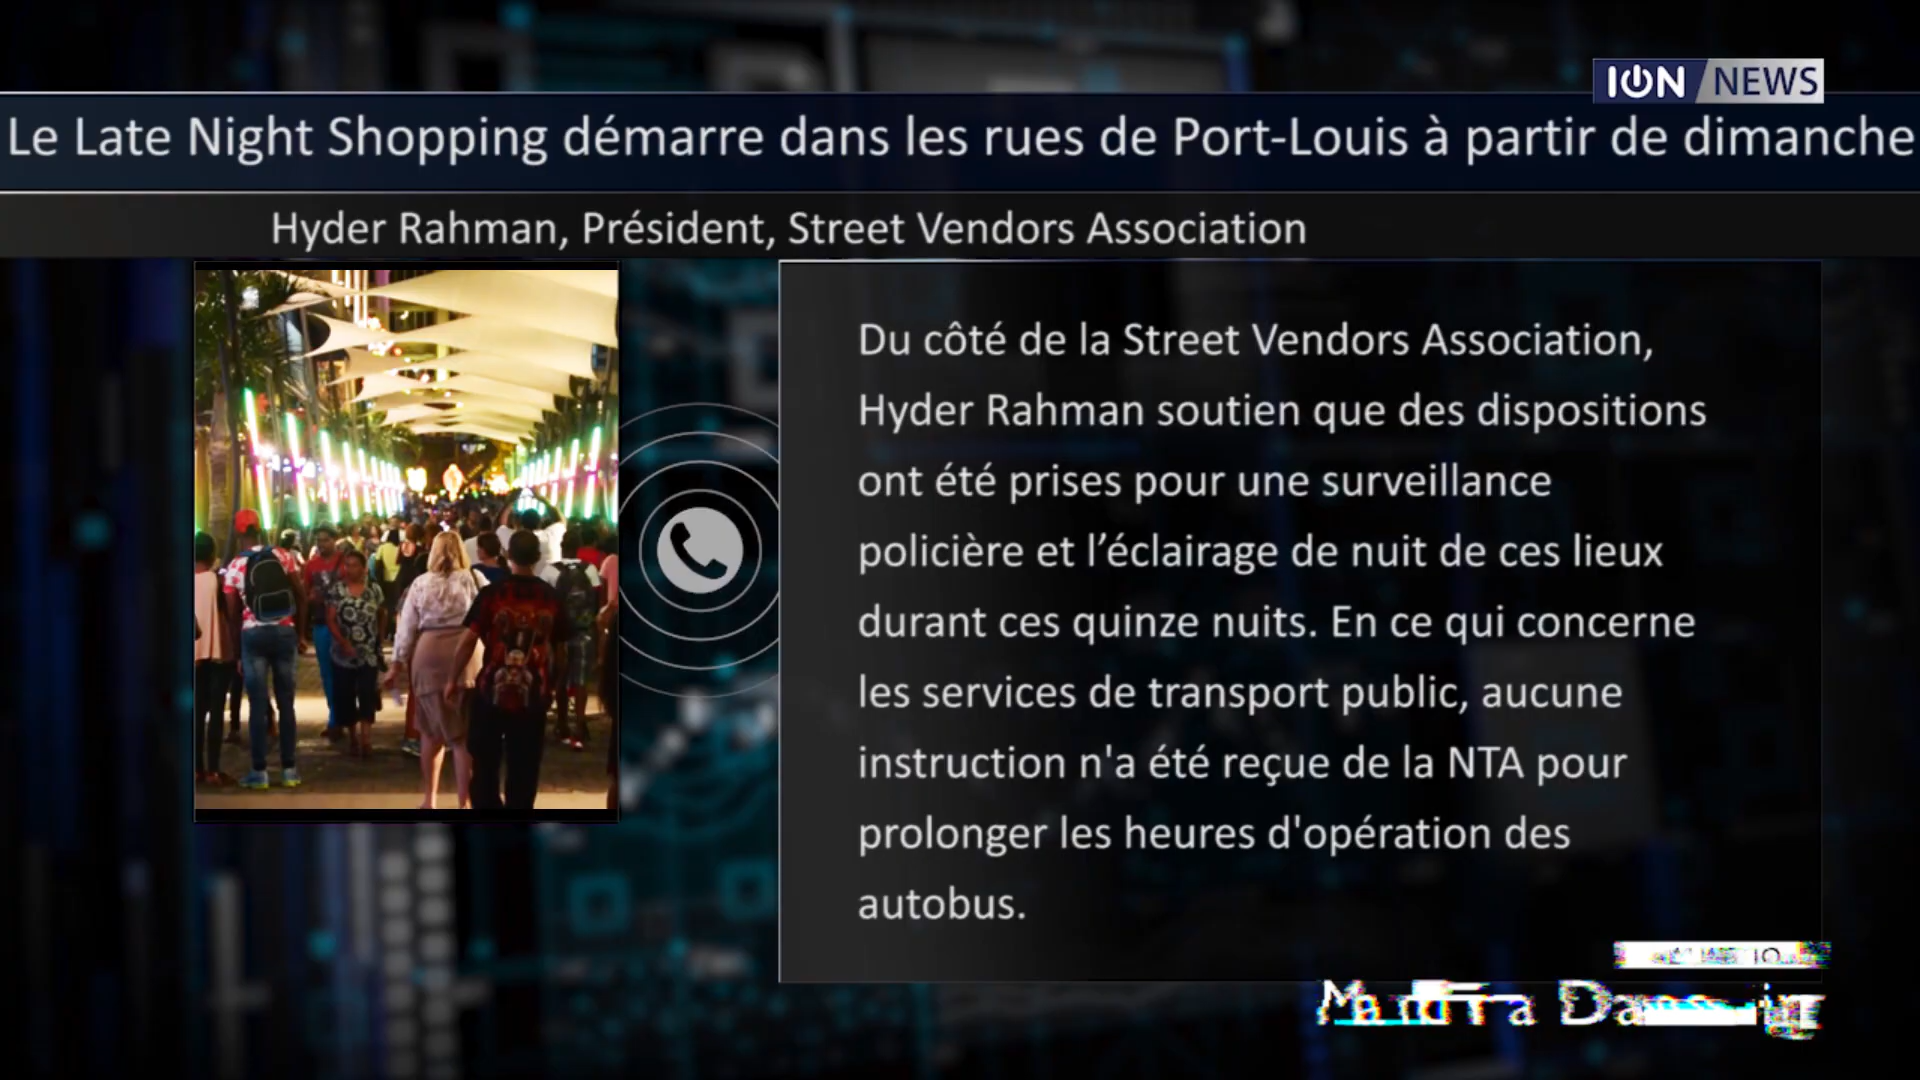 ION NEWS
Le Late Night Shopping démarre dans les rues de Port-Louis à partir de dimanche
Hyder Rahman, Président, Street Vendors Association
Du côté de la Street Vendors Association,
Hyder Rahman soutien que des dispositions
ont été prises pour une surveillance
policière et l’éclairage de nuit de ces lieux
durant ces quinze nuits. En ce qui concerne
les services de transport public, aucune
instruction n'a été reçue de la NTA pour
prolonger les heures d'opération des
autobus.